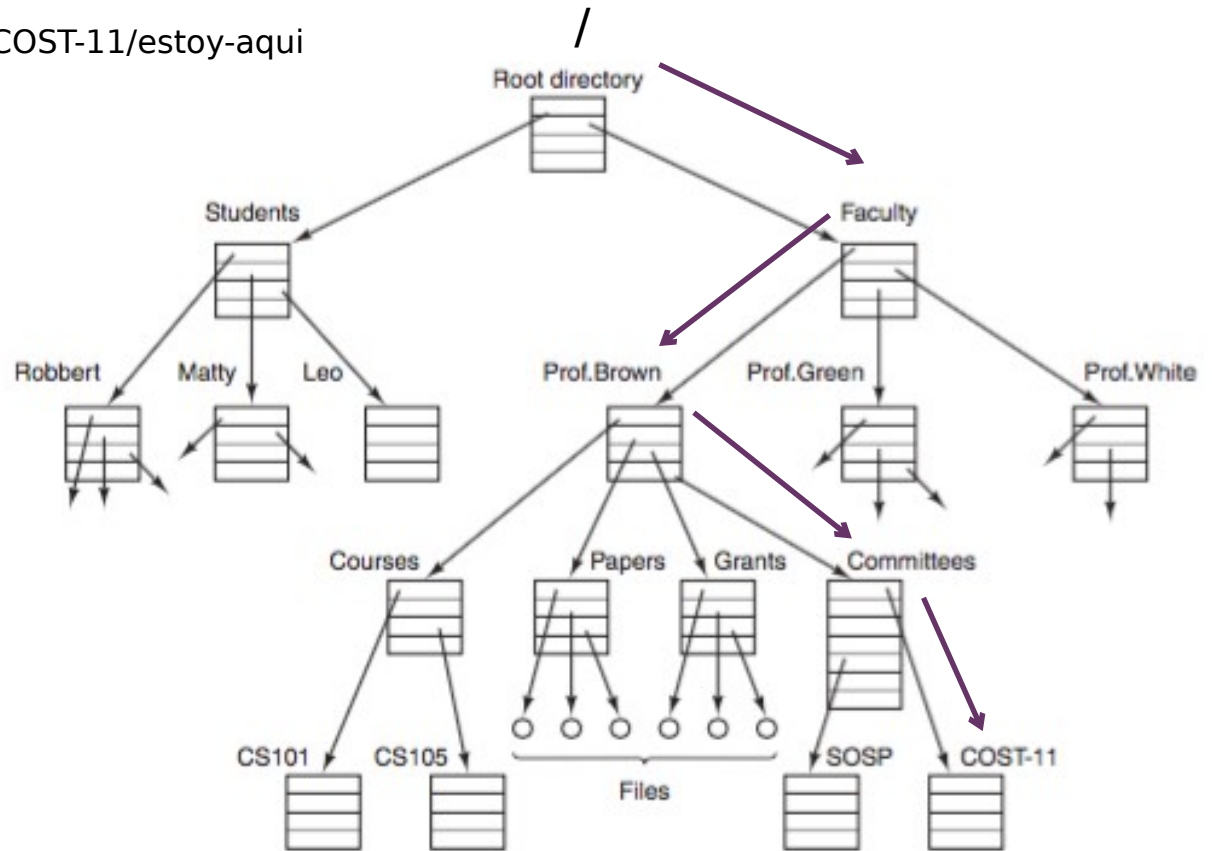 /
COST-11/estoy-aqui
Root directory
Students
Faculty
Robbert
Matty
Leo
Prof.Brown
Prof.Green
Prof.White
Courses
Papers
Grants
Committees
CS101
CS105
Files
SOSP
COST-11